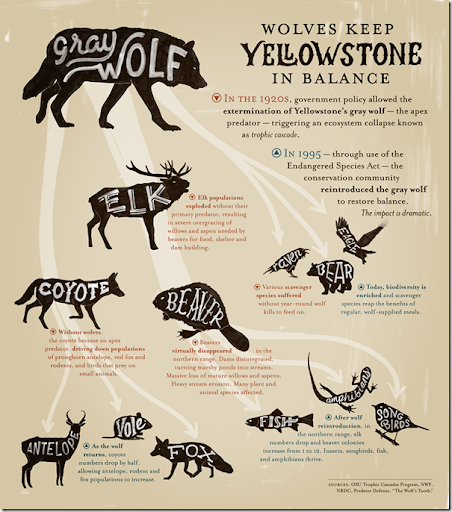 WOLVES KEEP
YELLOWSTONE
IN BALANCE
gray
WOLF
IN THE 1920s, government policy allowed the
extermination of Yellowstone's gray wolf — the apex
predator — triggering an ecosystem collapse known
as trophic cascade.
IN 1995 — through use of the
Endangered Species Act — the
conservation community
reintroduced the gray wolf
to restore balance.
The impact is dramatic.
ELK
Elk populations
exploded without their
primary predator, resulting
in severe overgrazing of
willows and aspen needed by
beavers for food, shelter and
dam building.
EAGLE
raven
BEAR
Various scavenger
species suffered
without year-round wolf
kills to feed on.
Today, biodiversity is
enriched and scavenger
species reap the benefits of
regular, wolf-supplied meals.
COYOTE
Without wolves,
the coyote became an apex
predator, driving down populations
of pronghorn antelope, red fox and
rodents, and birds that prey on
small animals.
BEAVER
Beavers
virtually disappeared in the
northern range. Dams disintegrated,
turning marshy ponds into streams.
Massive loss of mature willows and aspens.
Heavy stream erosion. Many plant and
animal species affected.
amphibians
FISH
SONG
BIRDS
After wolf
reintroduction, in
the northern range, elk
numbers drop and beaver colonies
increase from 1 to 12. Insects, songbirds, fish,
and amphibians thrive.
ANTELOPE
Vole
FOX
As the wolf
returns, coyote
numbers drop by half,
allowing antelope, rodent and
fox populations to increase.
SOURCES: OSU Trophic Cascades Program, NWF,
NRDC, Predator Defense, "The Wolf's Tooth."